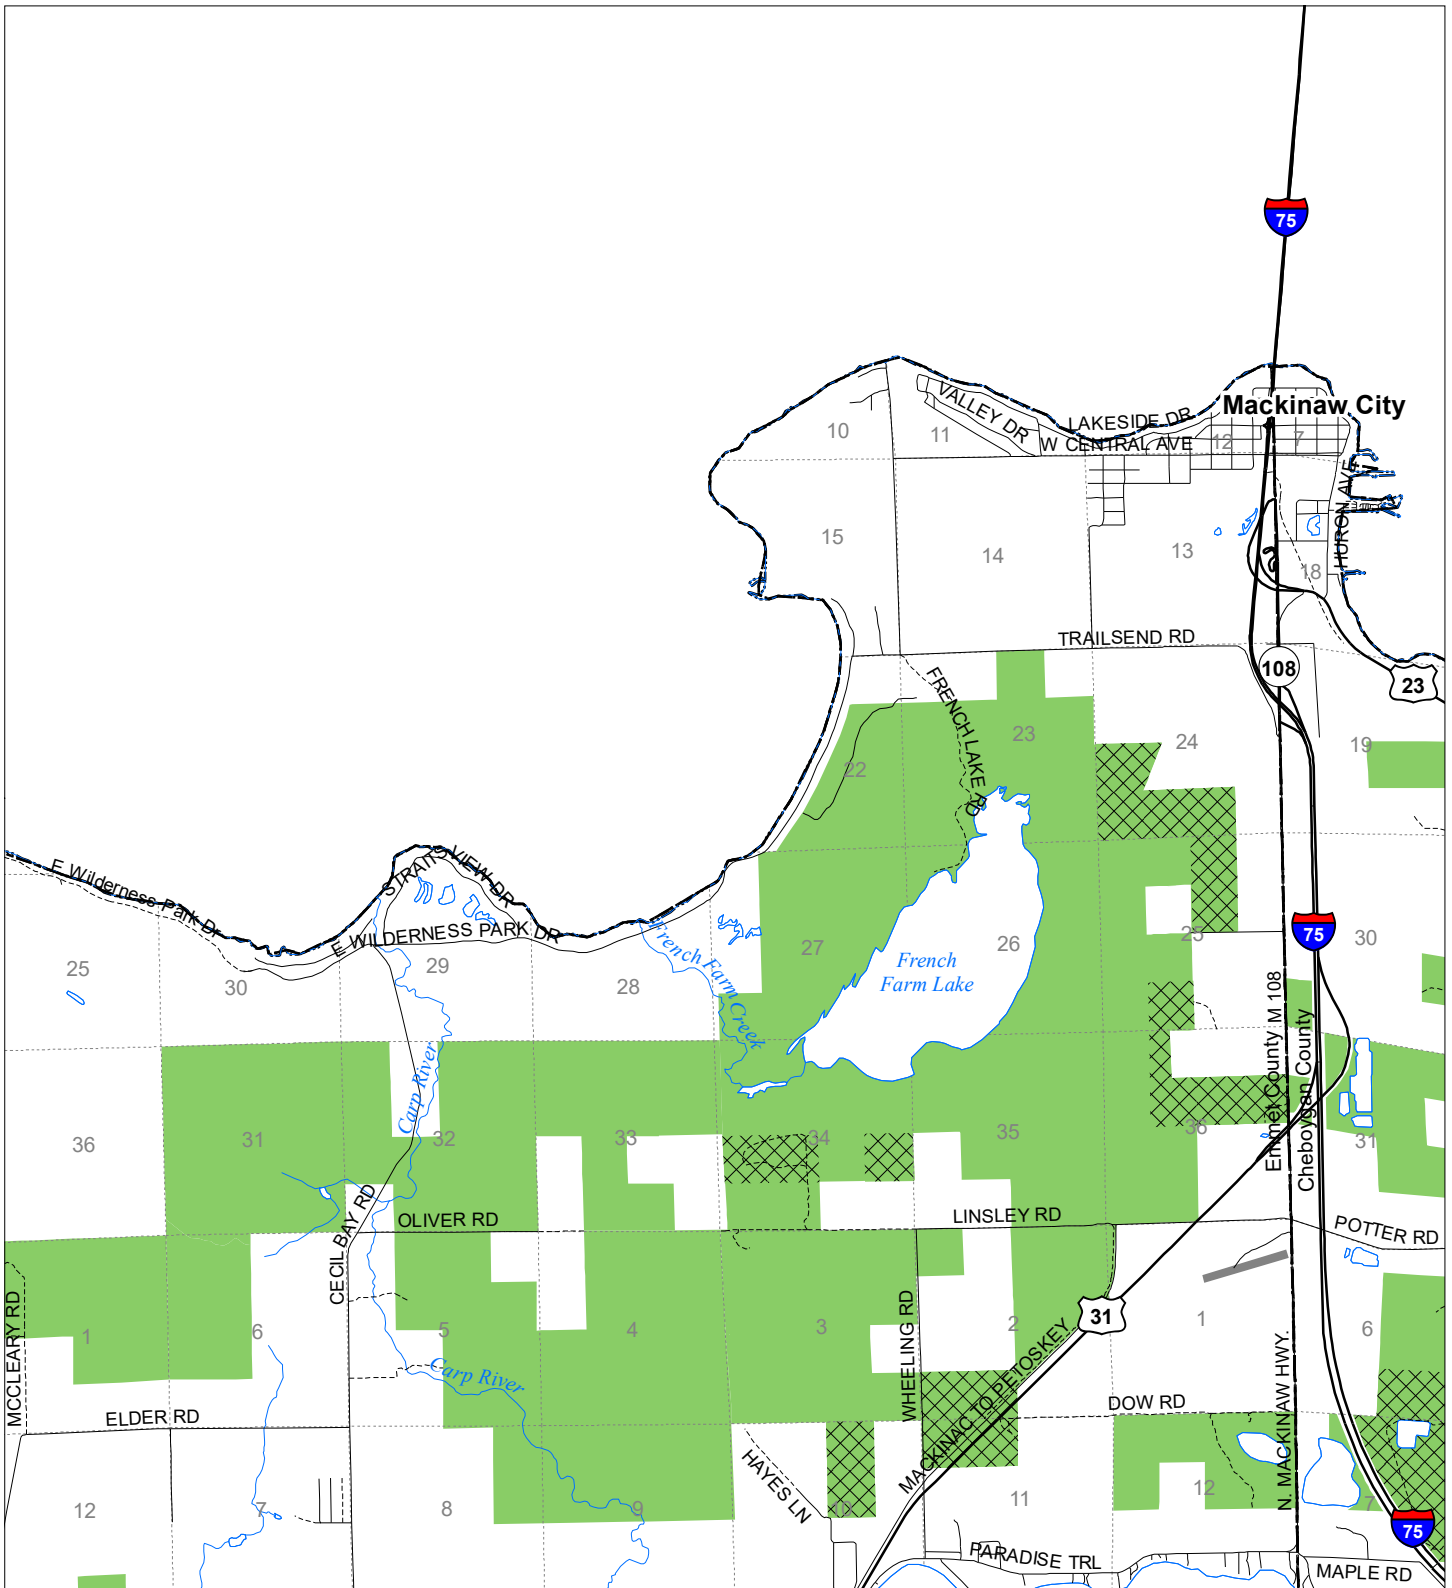 75
Mackinaw City
VALLEY DR
LAKESIDE DR
W CENTRAL AVE
10
11
12
7
HURON AVE
15
14
13
18
TRAILSEND RD
108
23
FRENCH LAKE RD
23
24
19
22
E Wilderness Park Dr
STRAITS VIEW DR
E WILDERNESS PARK DR
French Farm Creek
27
26
25
75
30
French
Farm Lake
25
30
29
28
Emmet County M 108
Cheboygan County
Carp River
36
31
32
33
34
35
36
31
CECIL BAY RD
OLIVER RD
LINSLEY RD
POTTER RD
MCCLEARY RD
1
6
5
4
3
WHEELING RD
2
31
1
6
MACKINAC TO PETOSKEY
N. MACKINAW HWY.
Carp River
ELDER RD
DOW RD
HAYES LN
12
7
8
9
10
11
12
7
75
PARADISE TRL
MAPLE RD